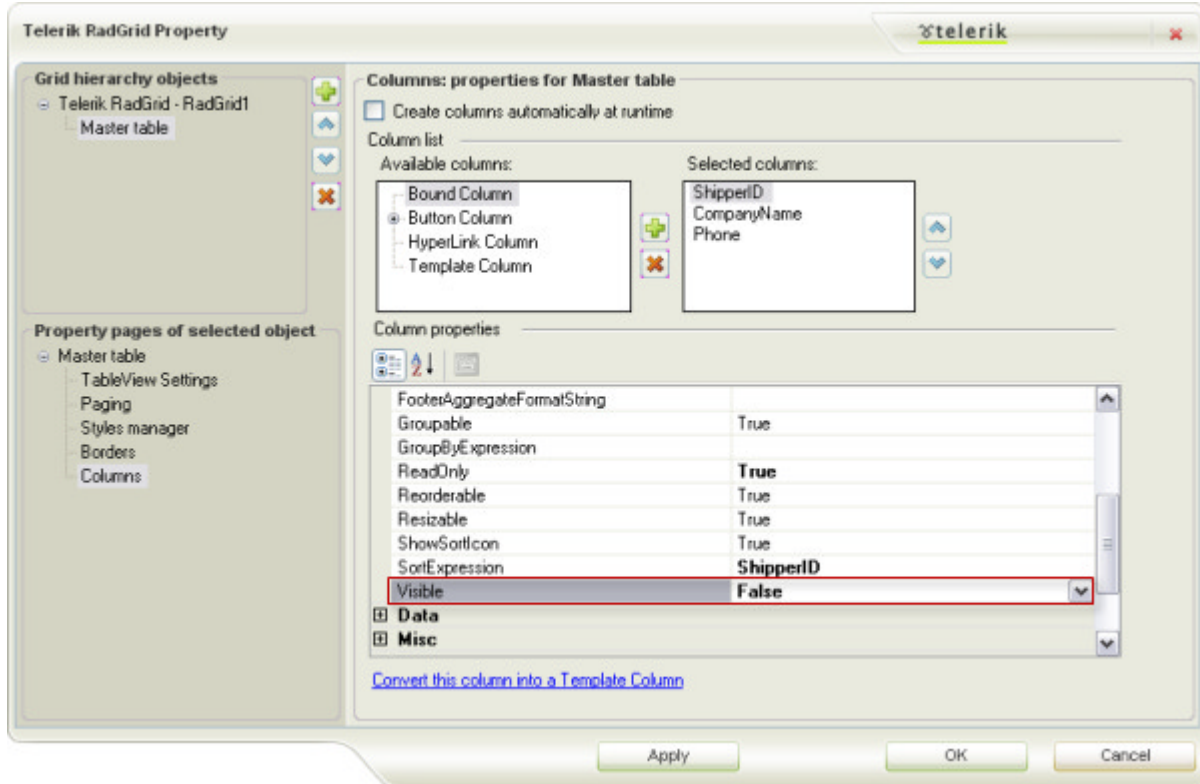 Telerik RadGrid Property
telerik
Grid hierarchy objects
Telerik RadGrid - RadGrid1
Master table
Property pages of selected object
Master table
TableView Settings
Paging
Styles manager
Borders
Columns
Columns: properties for Master table
Create columns automatically at runtime
Column list
Available columns:
Bound Column
Button Column
HyperLink Column
Template Column
Selected columns:
ShipperID
CompanyName
Phone
Column properties
FooterAggregateFormatString
Groupable True
GroupByExpression
ReadOnly True
Reorderable True
Resizable True
ShowSortIcon True
SortExpression ShipperID
Visible False
Data
Misc
Convert this column into a Template Column
Apply OK Cancel